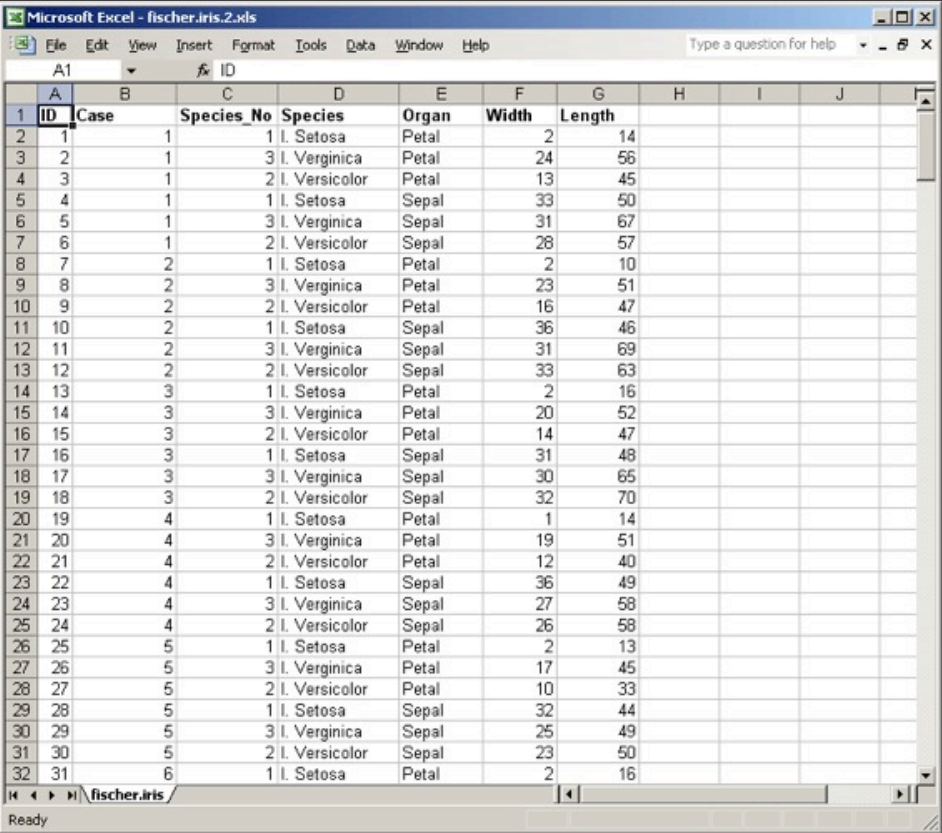 Microsoft Excel - fischer.iris.2.xls
File Edit View Insert Format Tools Data Window Help Type a question for help
A1 fx ID
A B C D E F G H I J
1 ID Case Species_No Species Organ Width Length
2 1 1 1 I. Setosa Petal 2 14
3 2 1 3 I. Verginica Petal 24 56
4 3 1 2 I. Versicolor Petal 13 45
5 4 1 1 I. Setosa Sepal 33 50
6 5 1 3 I. Verginica Sepal 31 67
7 6 1 2 I. Versicolor Sepal 28 57
8 7 2 1 I. Setosa Petal 2 10
9 8 2 3 I. Verginica Petal 23 51
10 9 2 2 I. Versicolor Petal 16 47
11 10 2 1 I. Setosa Sepal 36 46
12 11 2 3 I. Verginica Sepal 31 69
13 12 2 2 I. Versicolor Sepal 33 63
14 13 3 1 I. Setosa Petal 2 16
15 14 3 3 I. Verginica Petal 20 52
16 15 3 2 I. Versicolor Petal 14 47
17 16 3 1 I. Setosa Sepal 31 48
18 17 3 3 I. Verginica Sepal 30 65
19 18 3 2 I. Versicolor Sepal 32 70
20 19 4 1 I. Setosa Petal 1 14
21 20 4 3 I. Verginica Petal 19 51
22 21 4 2 I. Versicolor Petal 12 40
23 22 4 1 I. Setosa Sepal 36 49
24 23 4 3 I. Verginica Sepal 27 58
25 24 4 2 I. Versicolor Sepal 26 58
26 25 5 1 I. Setosa Petal 2 13
27 26 5 3 I. Verginica Petal 17 45
28 27 5 2 I. Versicolor Petal 10 33
29 28 5 1 I. Setosa Sepal 32 44
30 29 5 3 I. Verginica Sepal 25 49
31 30 5 2 I. Versicolor Sepal 23 50
32 31 6 1 I. Setosa Petal 2 16
fischer.iris
Ready